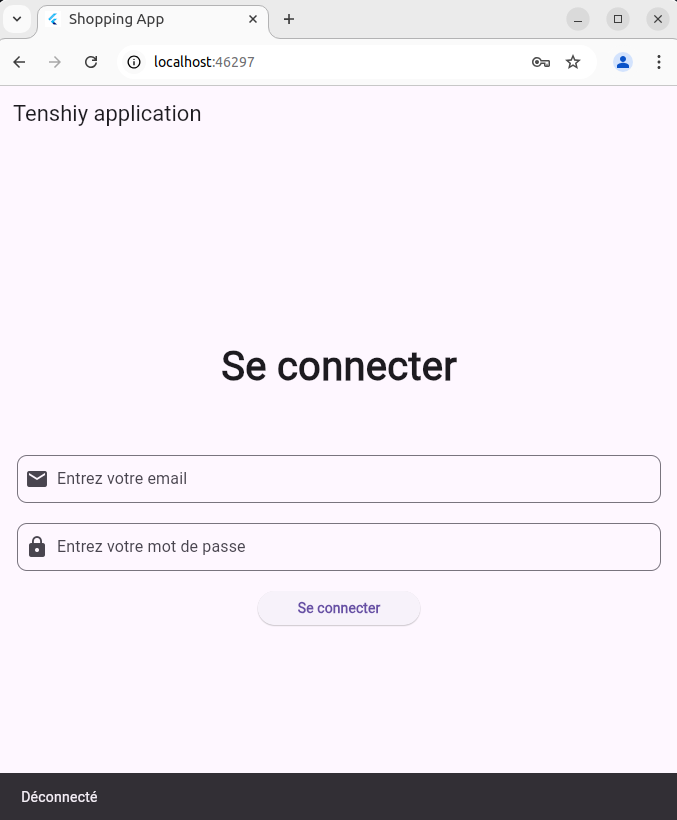 Shopping App
localhost:46297
Tenshiy application
Se connecter
Entrez votre email
Entrez votre mot de passe
Se connecter
Déconnecté